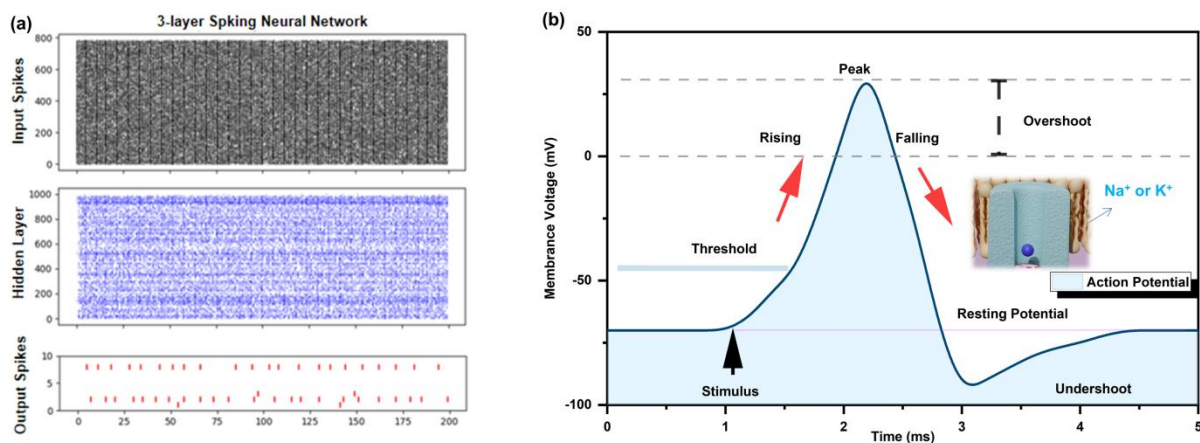 (a)
3-layer Spking Neural Network
800
600
400
200
0
Input Spikes
1000
800
600
400
200
0
Hidden Layer
10
5
0
Output Spikes
0 25 50 75 100 125 150 175 200
(b)
50
0
-50
-100
Membrance Voltage (mV)
Peak
Rising
Falling
Overshoot
Na⁺ or K⁺
Threshold
Action Potential
Resting Potential
Stimulus
Undershoot
0 1 2 3 4 5
Time (ms)